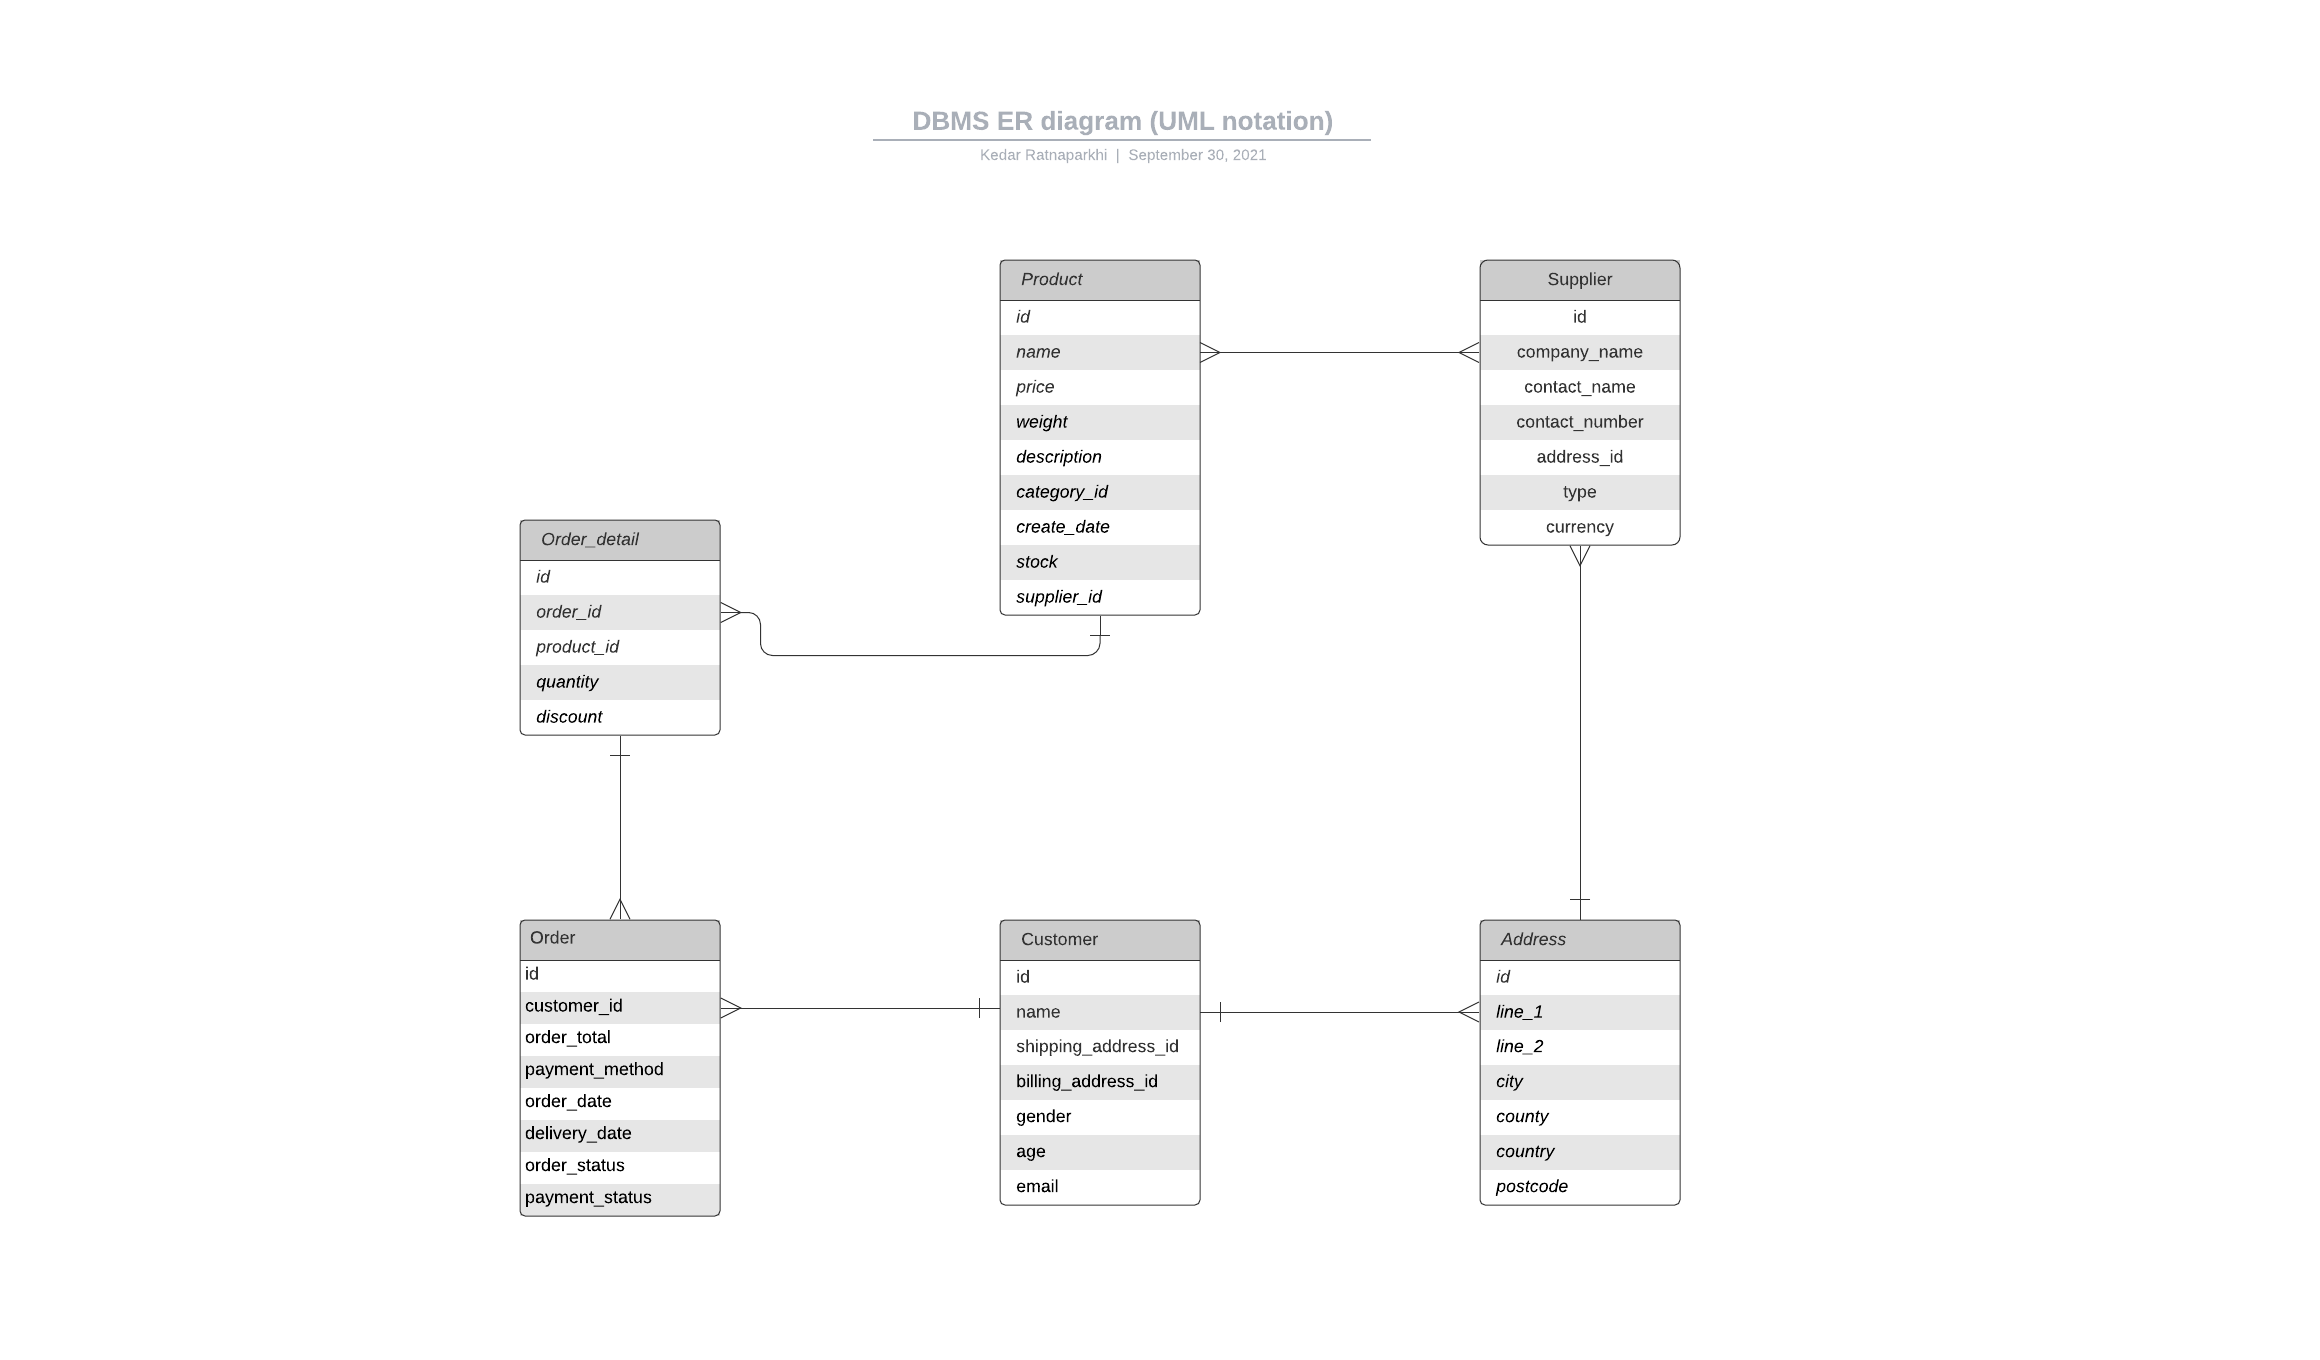 DBMS ER diagram (UML notation)
Kedar Ratnaparkhi | September 30, 2021
Product
id
name
price
weight
description
category_id
create_date
stock
supplier_id
Supplier
id
company_name
contact_name
contact_number
address_id
type
currency
Order_detail
id
order_id
product_id
quantity
discount
Order
id
customer_id
order_total
payment_method
order_date
delivery_date
order_status
payment_status
Customer
id
name
shipping_address_id
billing_address_id
gender
age
email
Address
id
line_1
line_2
city
county
country
postcode